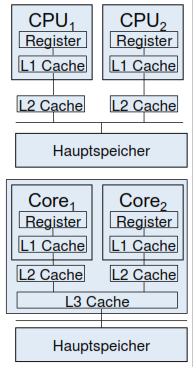 CPU1 CPU2
Register Register
L1 Cache L1 Cache
L2 Cache L2 Cache
Hauptspeicher
Core1 Core2
Register Register
L1 Cache L1 Cache
L2 Cache L2 Cache
L3 Cache
Hauptspeicher